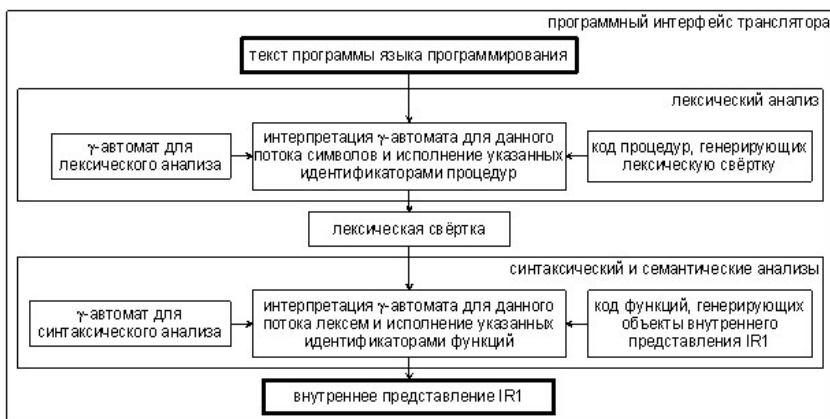 программный интерфейс транслятора
текст программы языка программирования
лексический анализ
γ-автомат для
лексического анализа
интерпретация γ-автомата для данного
потока символов и исполнение указанных
идентификаторами процедур
код процедур, генерирующих
лексическую свёртку
лексическая свёртка
синтаксический и семантические анализы
γ-автомат для
синтаксического анализа
интерпретация γ-автомата для данного
потока лексем и исполнение указанных
идентификаторами функций
код функций, генерирующих
объекты внутреннего
представления IR1
внутреннее представление IR1